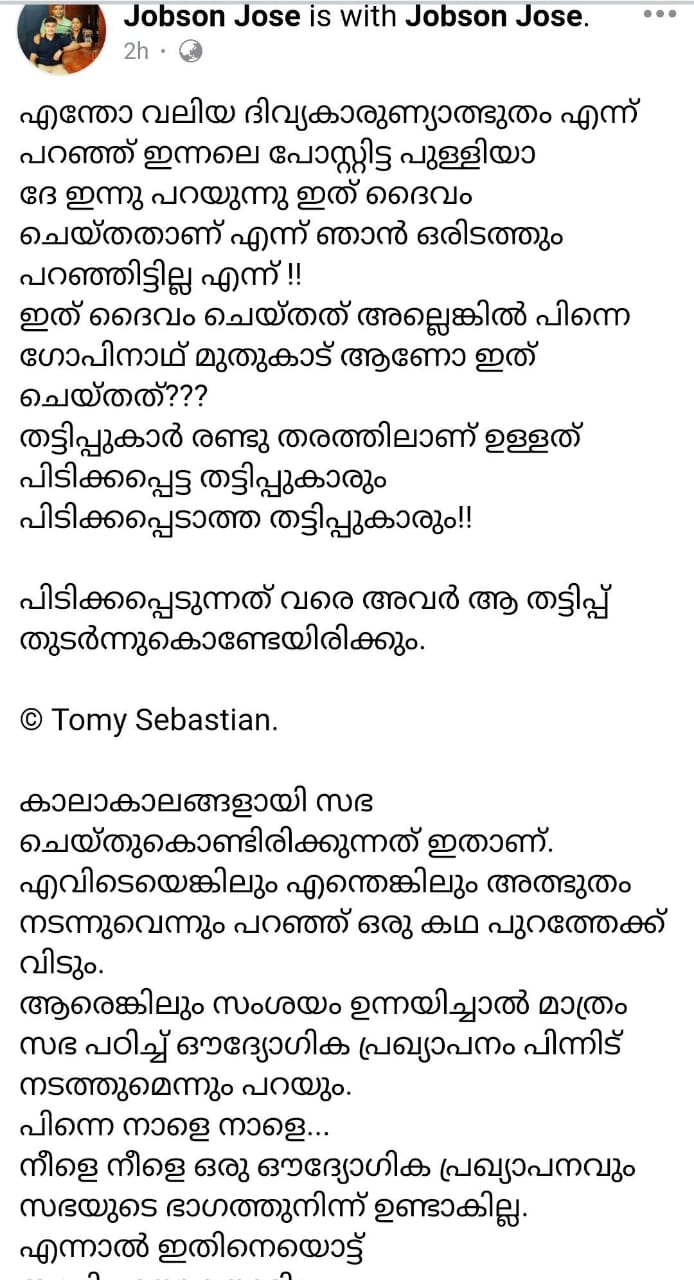 Jobson Jose is with Jobson Jose.
2h
എന്തോ വലിയ ദിവ്യകാരുണ്യാത്ഭുതം എന്ന്
പറഞ്ഞ് ഇന്നലെ പോസ്റ്റിട്ട പുള്ളിയാ
ദേ ഇന്നു പറയുന്നു ഇത് ദൈവം
ചെയ്തതാണ് എന്ന് ഞാൻ ഒരിടത്തും
പറഞ്ഞിട്ടില്ല എന്ന് !!
ഇത് ദൈവം ചെയ്തത് അല്ലെങ്കിൽ പിന്നെ
ഗോപിനാഥ് മുതുകാട് ആണോ ഇത്
ചെയ്തത്???
തട്ടിപ്പുകാർ രണ്ടു തരത്തിലാണ് ഉള്ളത്
പിടിക്കപ്പെട്ട തട്ടിപ്പുകാരും
പിടിക്കപ്പെടാത്ത തട്ടിപ്പുകാരും!!
പിടിക്കപ്പെടുന്നത് വരെ അവർ ആ തട്ടിപ്പ്
തുടർന്നുകൊണ്ടേയിരിക്കും.
© Tomy Sebastian.
കാലാകാലങ്ങളായി സഭ
ചെയ്തുകൊണ്ടിരിക്കുന്നത് ഇതാണ്.
എവിടെയെങ്കിലും എന്തെങ്കിലും അത്ഭുതം
നടന്നുവെന്നും പറഞ്ഞ് ഒരു കഥ പുറത്തേക്ക്
വിടും.
ആരെങ്കിലും സംശയം ഉന്നയിച്ചാൽ മാത്രം
സഭ പഠിച്ച് ഔദ്യോഗിക പ്രഖ്യാപനം പിന്നിട്
നടത്തുമെന്നും പറയും.
പിന്നെ നാളെ നാളെ...
നീളെ നീളെ ഒരു ഔദ്യോഗിക പ്രഖ്യാപനവും
സഭയുടെ ഭാഗത്തുനിന്ന് ഉണ്ടാകില്ല.
എന്നാൽ ഇതിനെയൊട്ട്